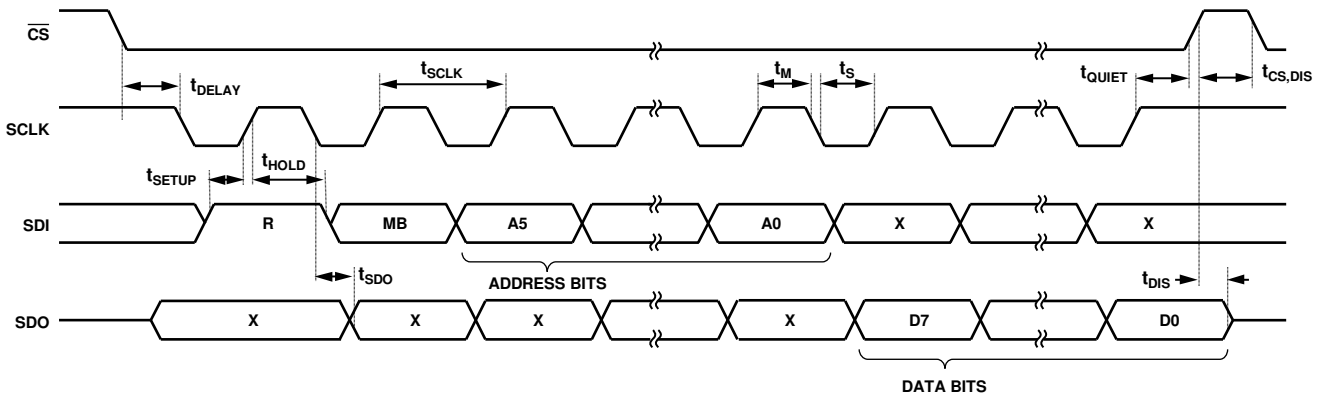 CS
tDELAY
tSCLK
tM
tS
tQUIET
tCS,DIS
SCLK
tSETUP
tHOLD
SDI
R
MB
A5
A0
X
X
tSDO
ADDRESS BITS
tDIS
SDO
X
X
X
X
D7
D0
DATA BITS